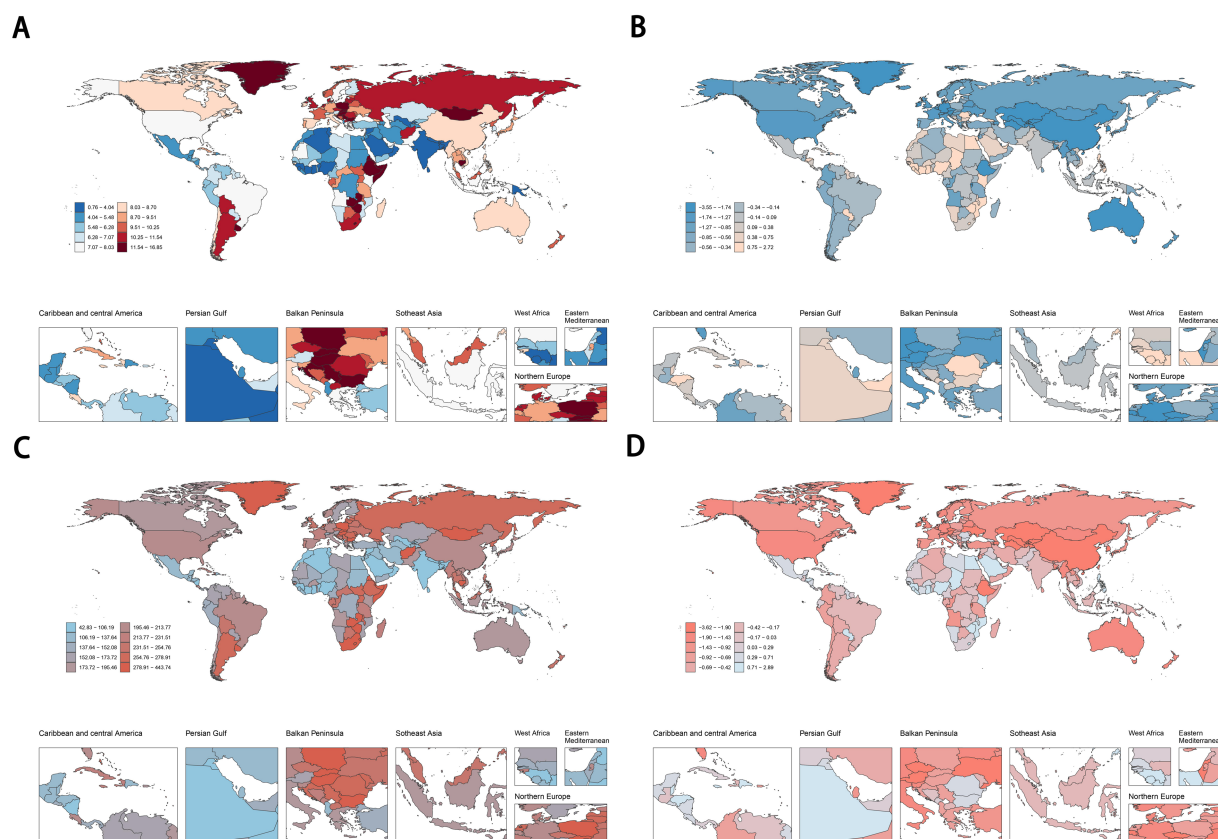 A
B
0.76 − 4.04
4.04 − 5.48
5.48 − 6.28
6.28 − 7.07
7.07 − 8.03
8.03 − 8.70
8.70 − 9.51
9.51 − 10.25
10.25 − 11.54
11.54 − 16.85
−3.55 − −1.74
−1.74 − −1.27
−1.27 − −0.85
−0.85 − −0.56
−0.56 − −0.34
−0.34 − −0.14
−0.14 − 0.09
0.09 − 0.38
0.38 − 0.75
0.75 − 2.72
Caribbean and central America
Persian Gulf
Balkan Peninsula
Sotheast Asia
West Africa
Eastern
Mediterranean
Northern Europe
Caribbean and central America
Persian Gulf
Balkan Peninsula
Sotheast Asia
West Africa
Eastern
Mediterranean
Northern Europe
C
D
42.83 − 106.19
106.19 − 137.64
137.64 − 152.08
152.08 − 173.72
173.72 − 195.46
195.46 − 213.77
213.77 − 231.51
231.51 − 254.76
254.76 − 278.91
278.91 − 443.74
−3.62 − −1.90
−1.90 − −1.43
−1.43 − −0.92
−0.92 − −0.69
−0.69 − −0.42
−0.42 − −0.17
−0.17 − 0.03
0.03 − 0.29
0.29 − 0.71
0.71 − 2.89
Caribbean and central America
Persian Gulf
Balkan Peninsula
Sotheast Asia
West Africa
Eastern
Mediterranean
Northern Europe
Caribbean and central America
Persian Gulf
Balkan Peninsula
Sotheast Asia
West Africa
Eastern
Mediterranean
Northern Europe